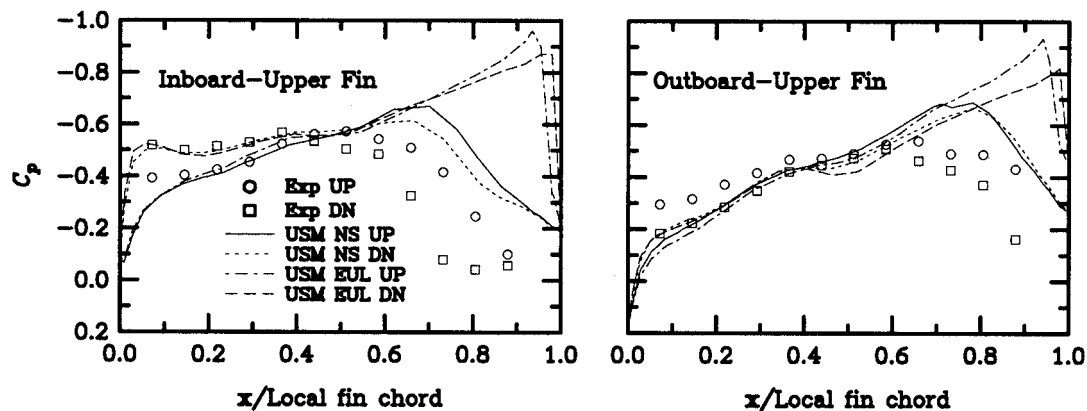 -1.0
-0.8
-0.6
-0.4
-0.2
0.0
0.2
Cp
Inboard-Upper Fin
Exp UP
Exp DN
USM NS UP
USM NS DN
USM EUL UP
USM EUL DN
0.0 0.2 0.4 0.6 0.8 1.0
x/Local fin chord
Outboard-Upper Fin
0.0 0.2 0.4 0.6 0.8 1.0
x/Local fin chord